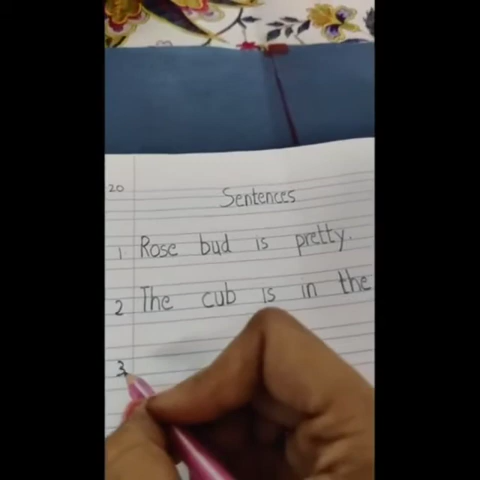 20
Sentences
1 Rose bud is pretty.
2 The cub is in the
3